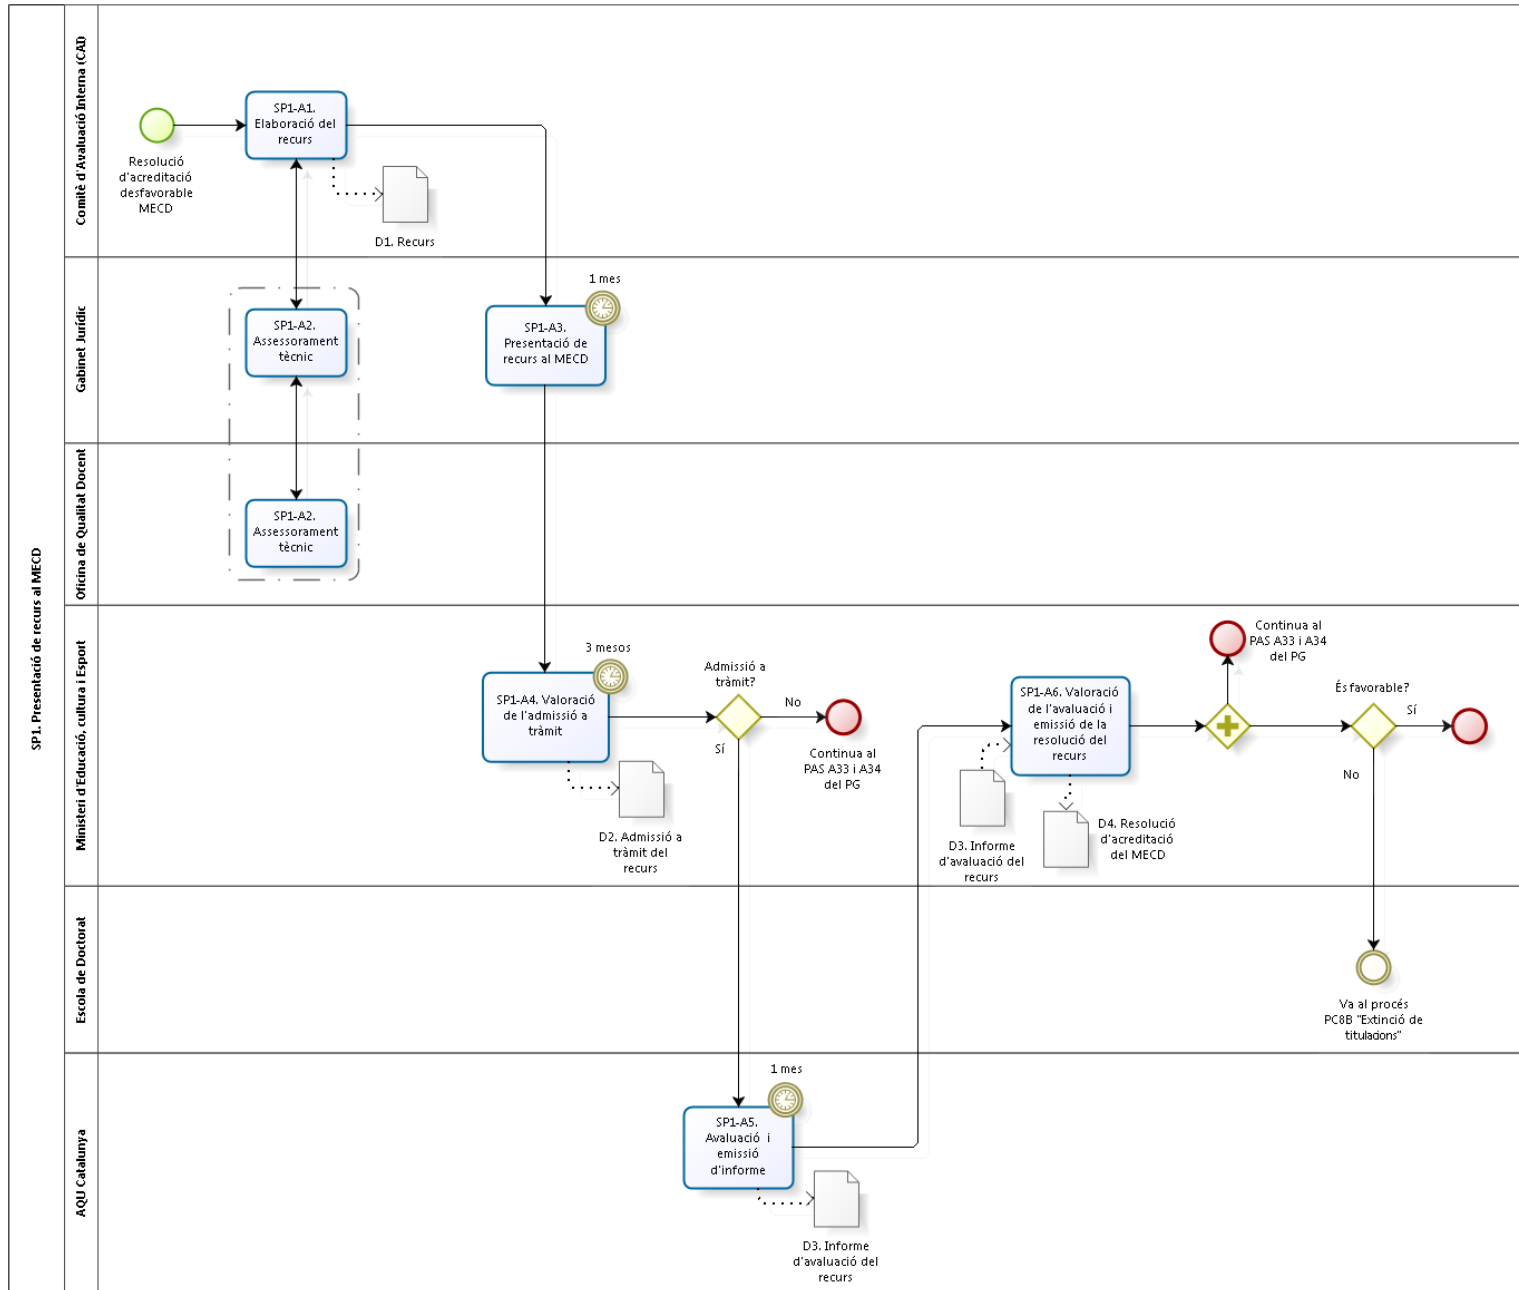 SP1. Presentació de recurs al MECD
Comitè d'Avaluació Interna (CAI)
Resolució
d'acreditació
desfavorable
MECD
SP1-A1.
Elaboració del
recurs
D1. Recurs
Gabinet Jurídic
SP1-A2.
Assessorament
tècnic
1 mes
SP1-A3.
Presentació de
recurs al MECD
Oficina de Qualitat Docent
SP1-A2.
Assessorament
tècnic
Ministeri d'Educació, cultura i Esport
3 mesos
SP1-A4. Valoració
de l'admissió a
tràmit
D2. Admissió a
tràmit del
recurs
Admissió a
tràmit?
No
Sí
Continua al
PAS A33 i A34
del PG
SP1-A6. Valoració
de l'avaluació i
emissió de la
resolució del
recurs
D3. Informe
d'avaluació del
recurs
D4. Resolució
d'acreditació
del MECD
Continua al
PAS A33 i A34
del PG
És favorable?
Sí
No
Escola de Doctorat
Va al procés
PC8B "Extinció de
titulacions"
AQU Catalunya
1 mes
SP1-A5.
Avaluació i
emissió
d'informe
D3. Informe
d'avaluació del
recurs